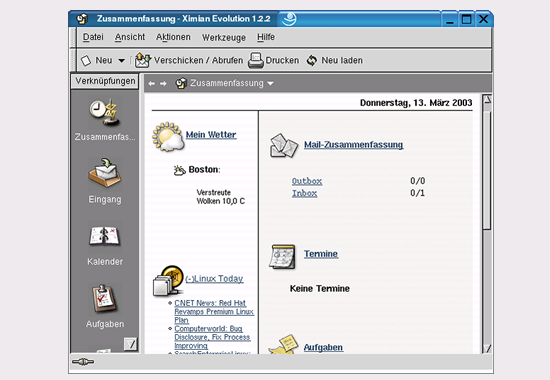 Zusammenfassung - Ximian Evolution 1.2.2
Datei Ansicht Aktionen Werkzeuge Hilfe
Neu Verschicken / Abrufen Drucken Neu laden
Verknüpfungen
Zusammenfassung
Zusammenfas...
Eingang
Kalender
Aufgaben
Donnerstag, 13. März 2003
Mein Wetter
Boston:
Verstreute
Wolken 10,0 C
(-)Linux Today
CNET News: Red Hat
Revamps Premium Linux
Plan
Computerworld: Bug
Disclosure, Fix Process
Improving
SearchEnterpriseLinux:
Mail-Zusammenfassung
Outbox 0/0
Inbox 0/1
Termine
Keine Termine
Aufgaben